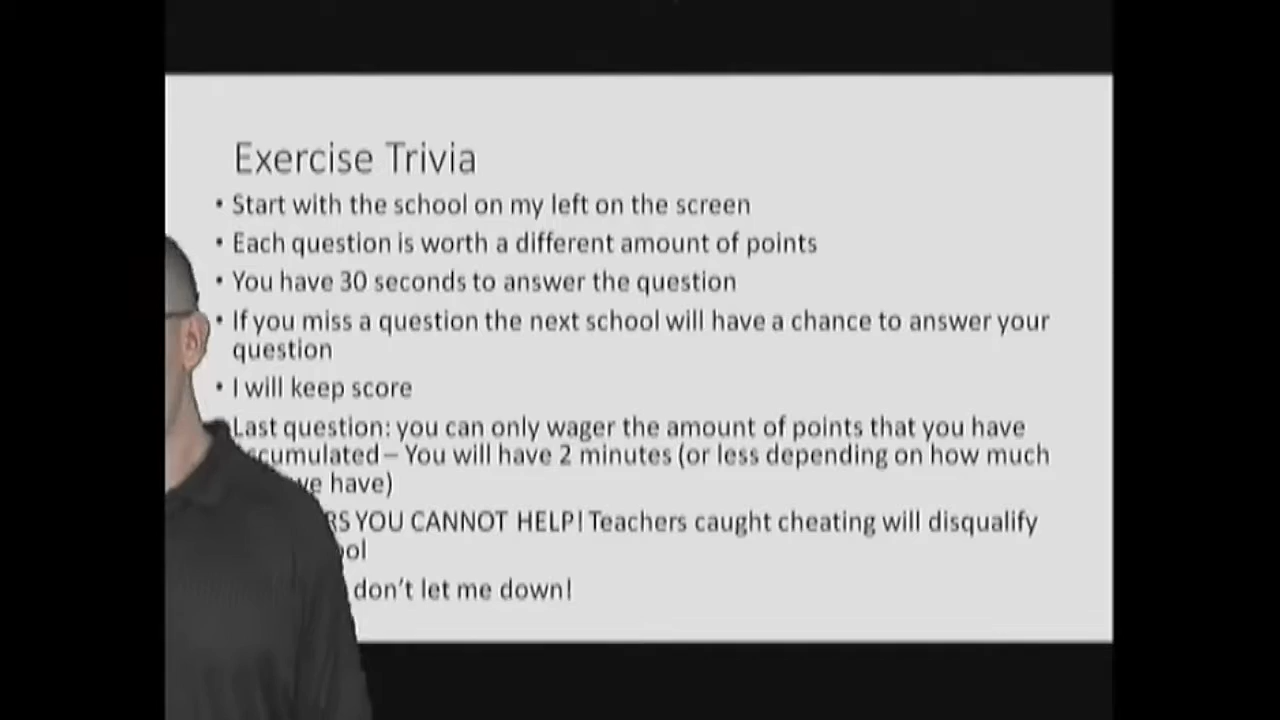 Exercise Trivia
• Start with the school on my left on the screen
• Each question is worth a different amount of points
• You have 30 seconds to answer the question
• If you miss a question the next school will have a chance to answer your
question
• I will keep score
Last question: you can only wager the amount of points that you have
ccumulated – You will have 2 minutes (or less depending on how much
we have)
RS YOU CANNOT HELP! Teachers caught cheating will disqualify
ool
don't let me down!